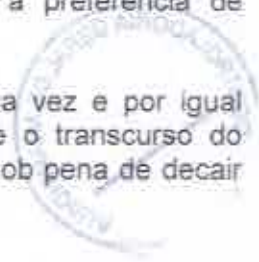 a preferência de
a vez e por igual
e o transcurso do
ob pena de decair